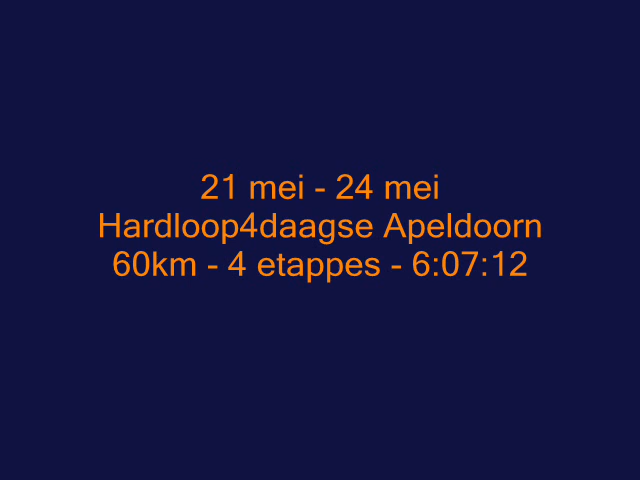 21 mei - 24 mei
Hardloop4daagse Apeldoorn
60km - 4 etappes - 6:07:12